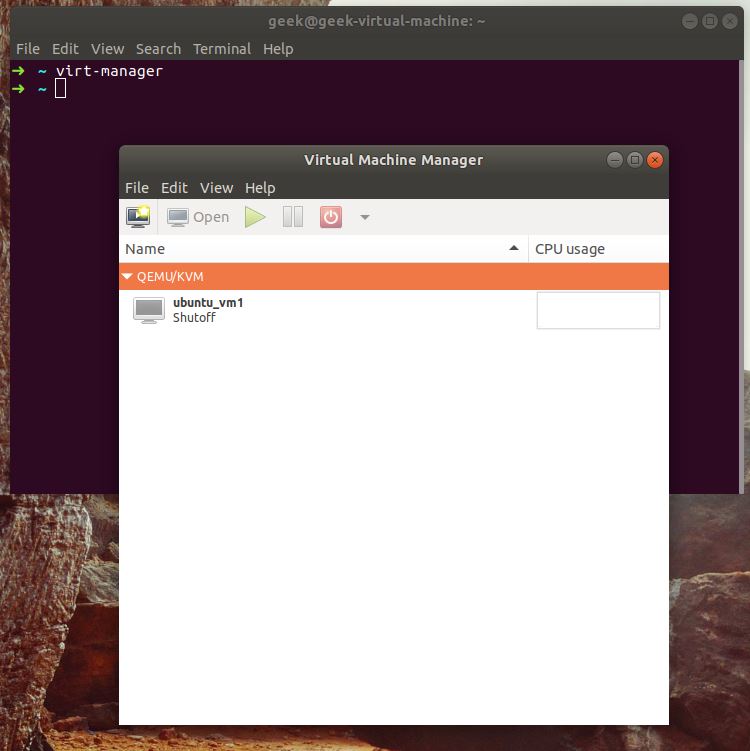 geek@geek-virtual-machine: ~
File Edit View Search Terminal Help
➜ ~ virt-manager
➜ ~
Virtual Machine Manager
File Edit View Help
Open
Name CPU usage
QEMU/KVM
ubuntu_vm1
Shutoff